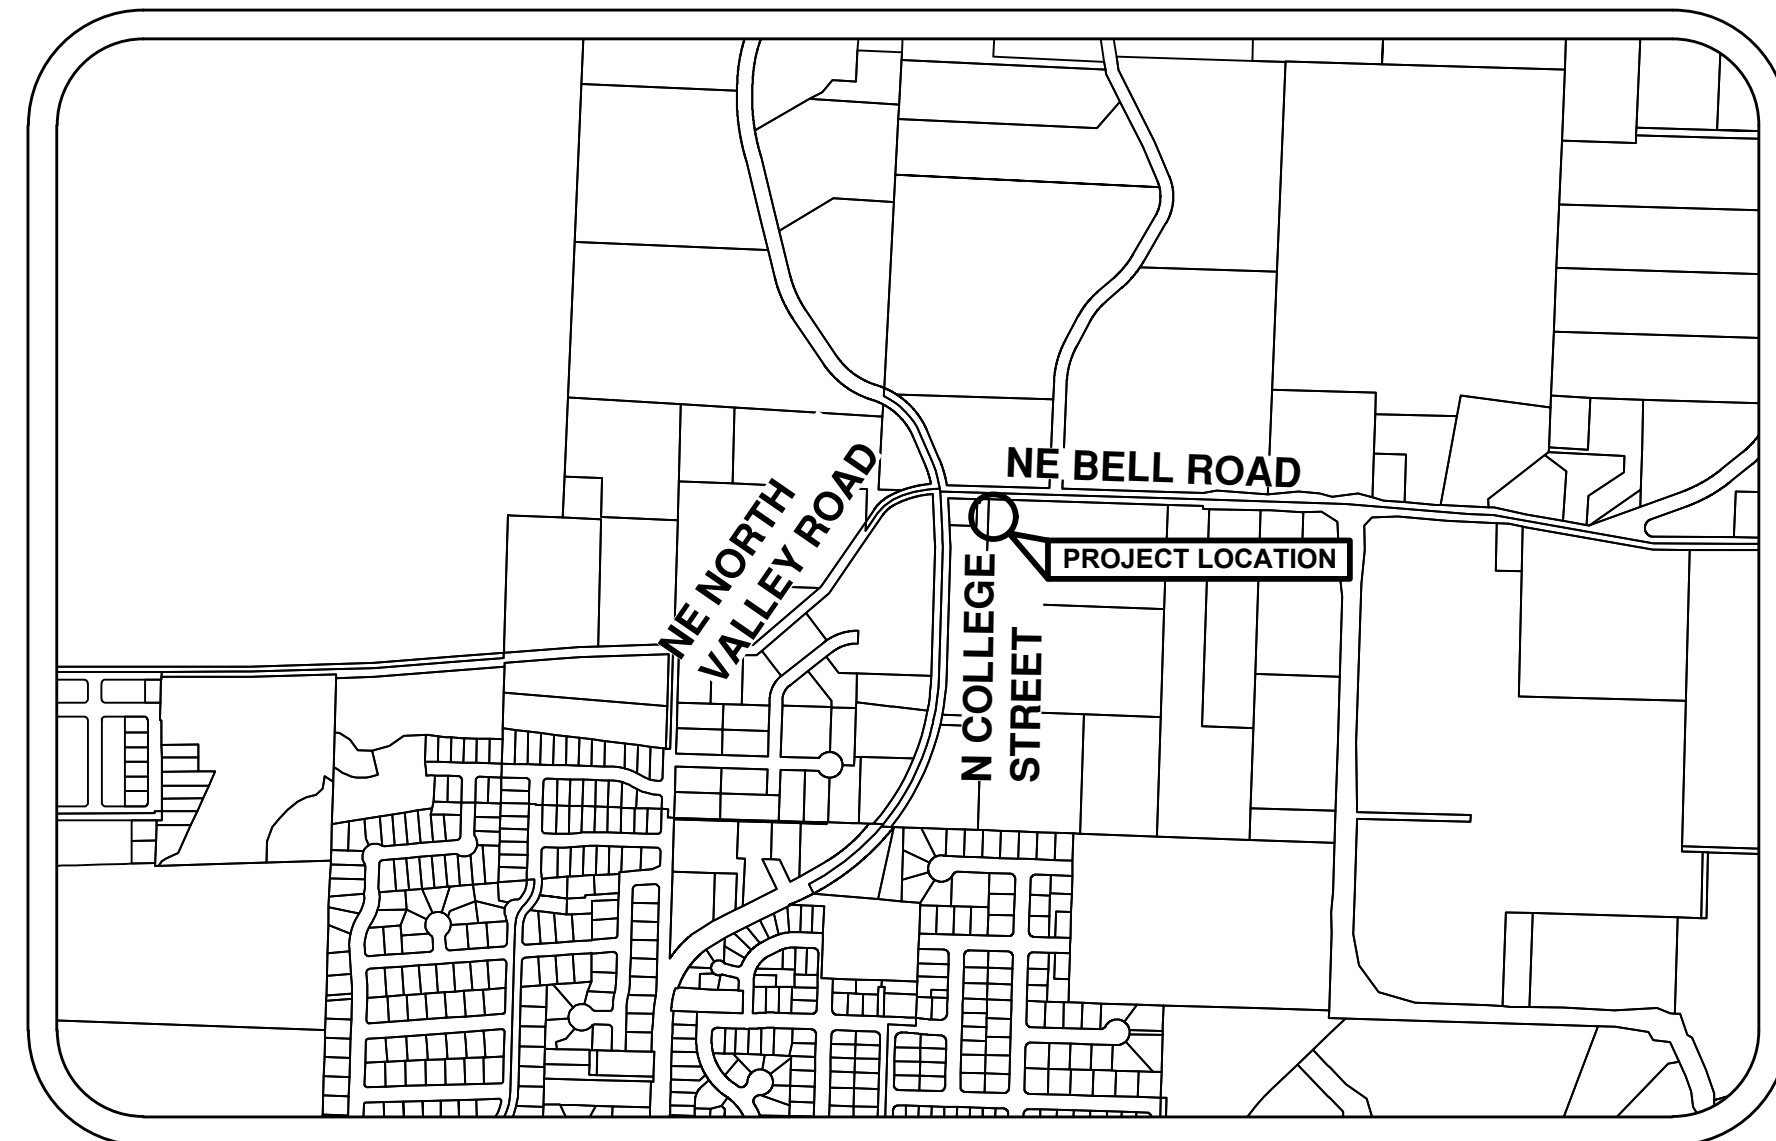 NE BELL ROAD
NE NORTH
VALLEY ROAD
PROJECT LOCATION
N COLLEGE
STREET